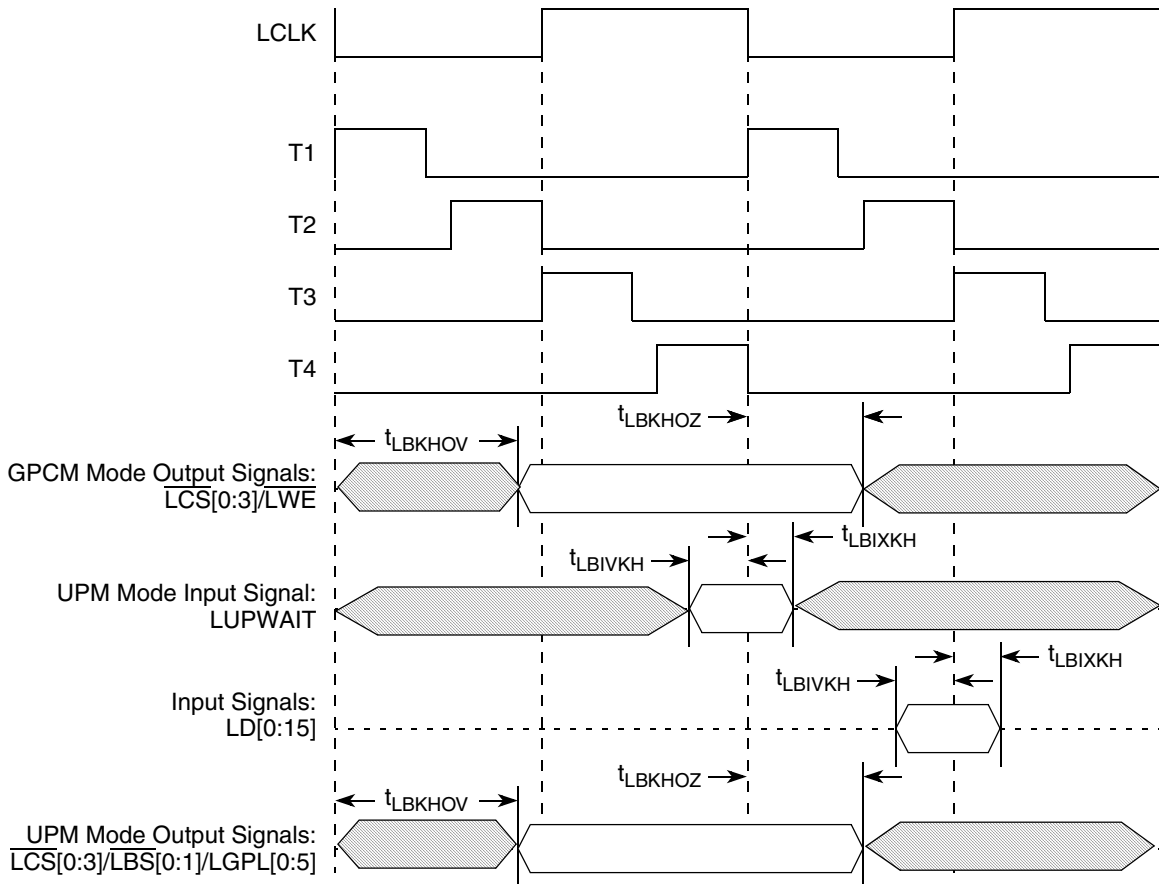 LCLK
T1
T2
T3
T4
tLBKHOZ
tLBKHOV
GPCM Mode Output Signals:
LCS[0:3]/LWE
tLBIXKH
tLBIVKH
UPM Mode Input Signal:
LUPWAIT
tLBIXKH
tLBIVKH
Input Signals:
LD[0:15]
tLBKHOZ
tLBKHOV
UPM Mode Output Signals:
LCS[0:3]/LBS[0:1]/LGPL[0:5]